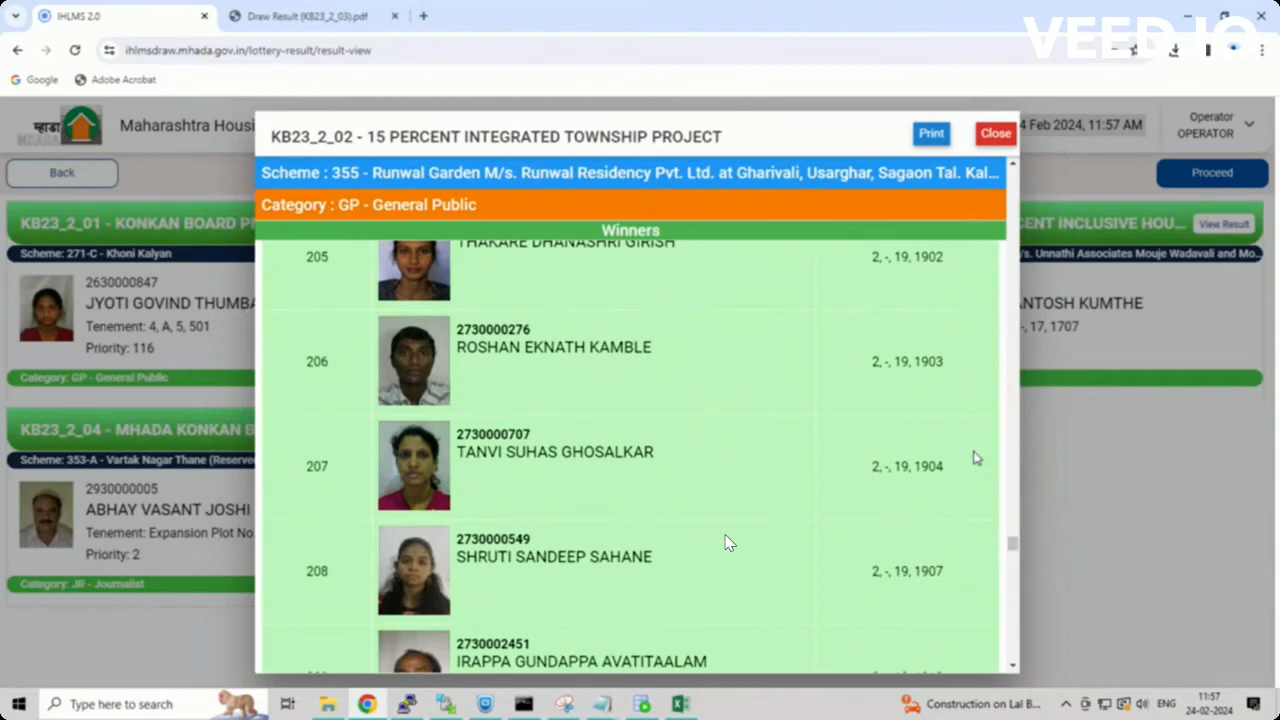 IHLMS 2.0
Draw Result (KB23_2_03).pdf
VEED.IO
ihlmsdraw.mhada.gov.in/lottery-result/result-view
Google
Adobe Acrobat
म्हाडा
MHADA
Maharashtra Housi
4 Feb 2024, 11:57 AM
Operator
OPERATOR
KB23_2_02 - 15 PERCENT INTEGRATED TOWNSHIP PROJECT
Print
Close
Back
Proceed
Scheme : 355 - Runwal Garden M/s. Runwal Residency Pvt. Ltd. at Gharivali, Usarghar, Sagaon Tal. Kal...
Category : GP - General Public
Winners
KB23_2_01 - KONKAN BOARD P
Scheme: 271-C - Khoni Kalyan
2630000847
JYOTI GOVIND THUMBA
Tenement: 4, A, 5, 501
Priority: 116
Category: GP - General Public
CENT INCLUSIVE HOU...
View Result
/s. Unnathi Associates Mouje Wadavali and Mo...
NTOSH KUMTHE
-, 17, 1707
205
THAKARE DHANASHRI GIRISH
2, -, 19, 1902
206
2730000276
ROSHAN EKNATH KAMBLE
2, -, 19, 1903
207
2730000707
TANVI SUHAS GHOSALKAR
2, -, 19, 1904
208
2730000549
SHRUTI SANDEEP SAHANE
2, -, 19, 1907
2730002451
IRAPPA GUNDAPPA AVATITAALAM
KB23_2_04 - MHADA KONKAN B
Scheme: 353-A - Vartak Nagar Thane (Reserve
2930000005
ABHAY VASANT JOSHI
Tenement: Expansion Plot No.
Priority: 2
Category: JR - Journalist
Type here to search
Construction on Lal B...
ENG
11:57
24-02-2024